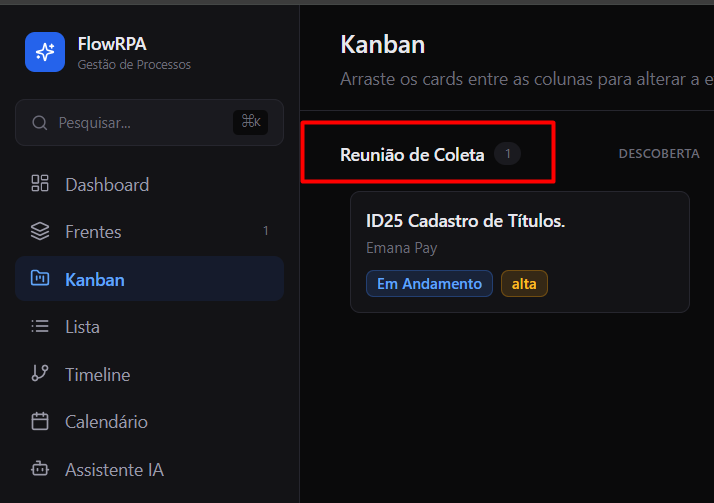 FlowRPA
Gestão de Processos
Pesquisar...
⌘K
Dashboard
Frentes 1
Kanban
Lista
Timeline
Calendário
Assistente IA
Kanban
Arraste os cards entre as colunas para alterar a e
Reunião de Coleta 1
DESCOBERTA
ID25 Cadastro de Títulos.
Emana Pay
Em Andamento alta